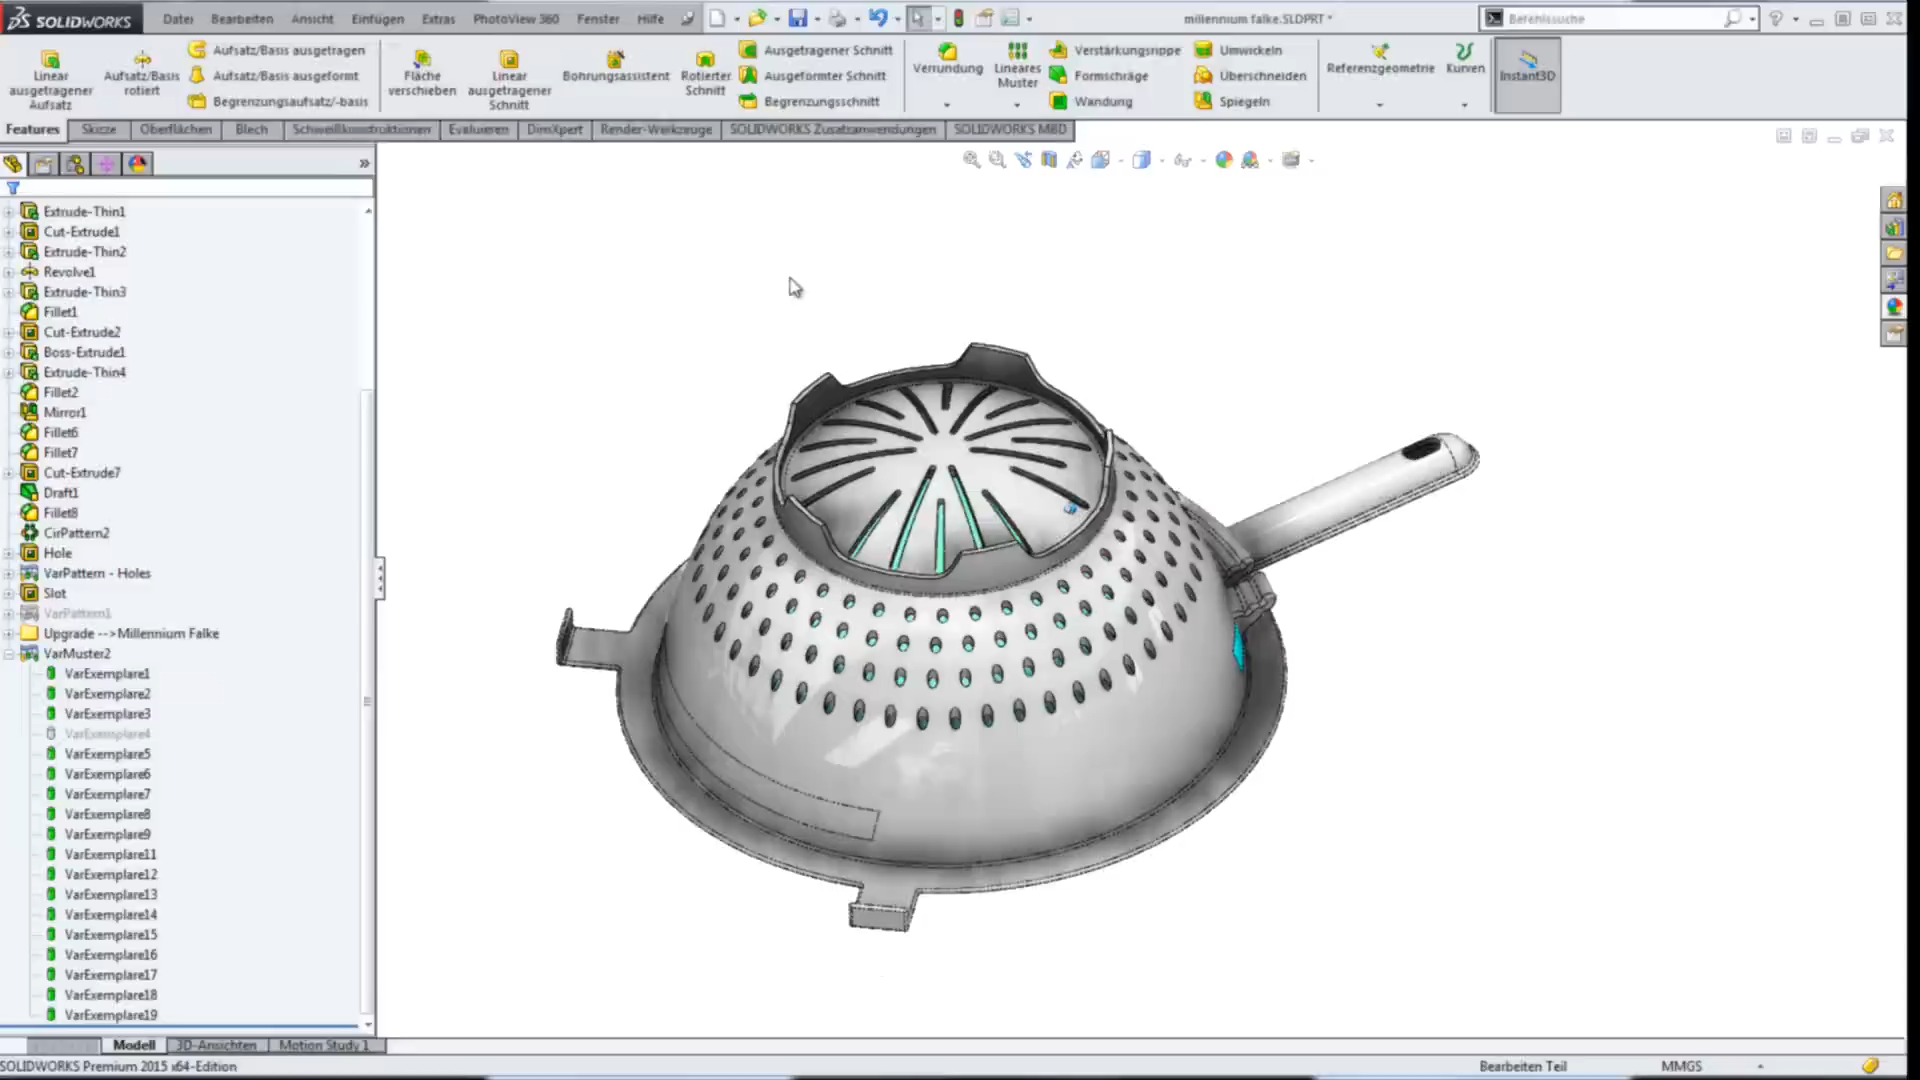 SOLIDWORKS
Datei Bearbeiten Ansicht Einfügen Extras PhotoView 360 Fenster Hilfe
millennium falke.SLDPRT *
Befehlssuche
Linear ausgetragener Aufsatz
Aufsatz/Basis rotiert
Aufsatz/Basis ausgetragen
Aufsatz/Basis ausgeformt
Begrenzungsaufsatz/-basis
Fläche verschieben
Linear ausgetragener Schnitt
Bohrungsassistent
Rotierter Schnitt
Ausgetragener Schnitt
Ausgeformter Schnitt
Begrenzungsschnitt
Verrundung
Lineares Muster
Verstärkungsrippe
Formschräge
Wandung
Umwickeln
Überschneiden
Spiegeln
Referenzgeometrie
Kurven
Instant3D
Features Skizze Oberflächen Blech Schweißkonstruktionen Evaluieren DimXpert Render-Werkzeuge SOLIDWORKS Zusatzanwendungen SOLIDWORKS MBD
Extrude-Thin1
Cut-Extrude1
Extrude-Thin2
Revolve1
Extrude-Thin3
Fillet1
Cut-Extrude2
Boss-Extrude1
Extrude-Thin4
Fillet2
Mirror1
Fillet6
Fillet7
Cut-Extrude7
Draft1
Fillet8
CirPattern2
Hole
VarPattern - Holes
Slot
VarPattern1
Upgrade -->Millennium Falke
VarMuster2
VarExemplare1
VarExemplare2
VarExemplare3
VarExemplare4
VarExemplare5
VarExemplare6
VarExemplare7
VarExemplare8
VarExemplare9
VarExemplare11
VarExemplare12
VarExemplare13
VarExemplare14
VarExemplare15
VarExemplare16
VarExemplare17
VarExemplare18
VarExemplare19
Modell 3D-Ansichten Motion Study 1
SOLIDWORKS Premium 2015 x64-Edition
Bearbeiten Teil
MMGS